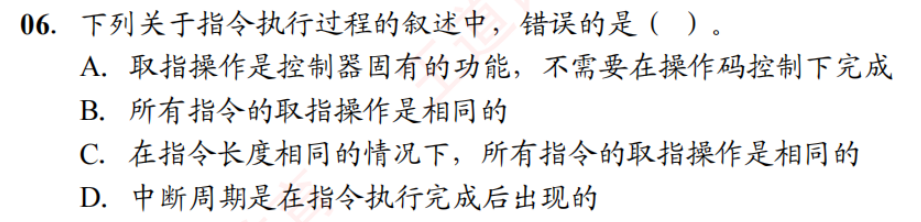 06. 下列关于指令执行过程的叙述中，错误的是（ ）。
A. 取指操作是控制器固有的功能，不需要在操作码控制下完成
B. 所有指令的取指操作是相同的
C. 在指令长度相同的情况下，所有指令的取指操作是相同的
D. 中断周期是在指令执行完成后出现的